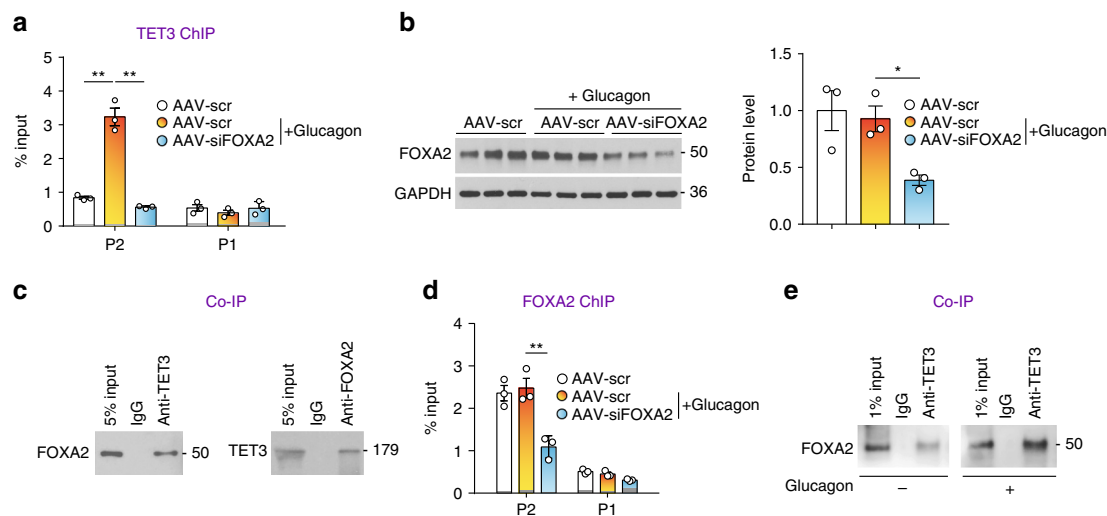 a
TET3 ChIP
5
4
3
2
1
0
% input
** **
AAV-scr
AAV-scr
AAV-siFOXA2
+Glucagon
P2 P1
b
+ Glucagon
AAV-scr AAV-scr AAV-siFOXA2
FOXA2 - 50
GAPDH - 36
1.5
1.0
0.5
0.0
Protein level
*
AAV-scr
AAV-scr
AAV-siFOXA2
+Glucagon
c
Co-IP
5% input IgG Anti-TET3
FOXA2 - 50
5% input IgG Anti-FOXA2
TET3 - 179
d
FOXA2 ChIP
4
3
2
1
0
% input
**
AAV-scr
AAV-scr
AAV-siFOXA2
+Glucagon
P2 P1
e
Co-IP
1% input IgG Anti-TET3 1% input IgG Anti-TET3
FOXA2 - 50
Glucagon – +